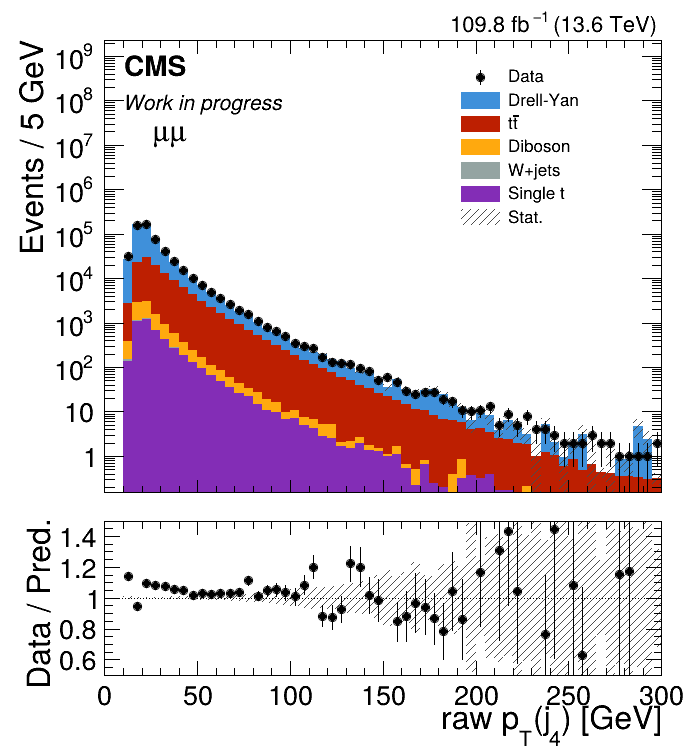 109.8 fb⁻¹ (13.6 TeV)
CMS
Work in progress
μμ
Data
Drell-Yan
tt̅
Diboson
W+jets
Single t
Stat.
Events / 5 GeV
10⁹
10⁸
10⁷
10⁶
10⁵
10⁴
10³
10²
10
1
Data / Pred.
1.4
1.2
1
0.8
0.6
0 50 100 150 200 250 300
raw p_T(j₄) [GeV]